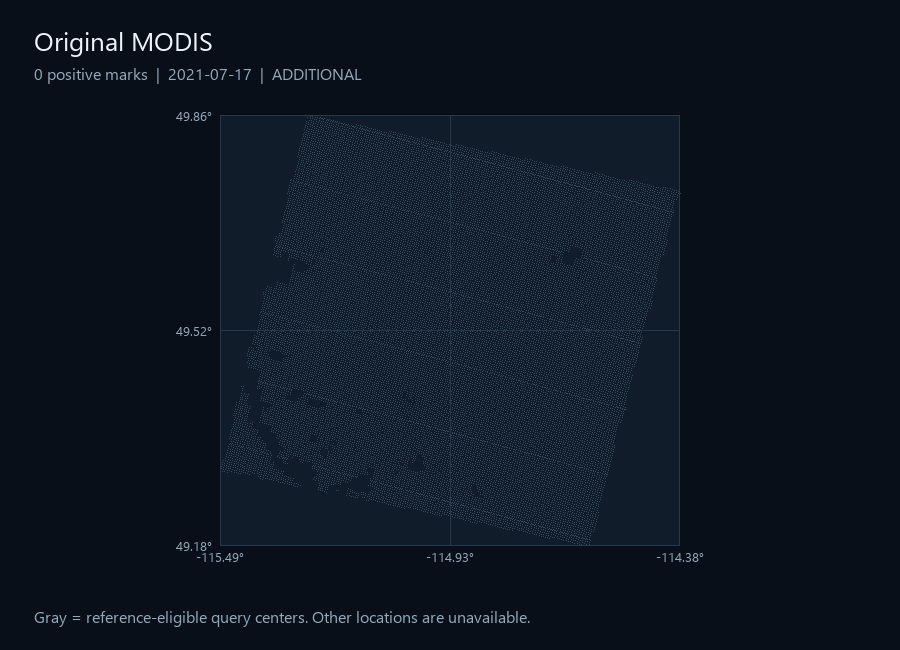 Original MODIS
0 positive marks | 2021-07-17 | ADDITIONAL
49.86°
49.52°
49.18°
-115.49° -114.93° -114.38°
Gray = reference-eligible query centers. Other locations are unavailable.